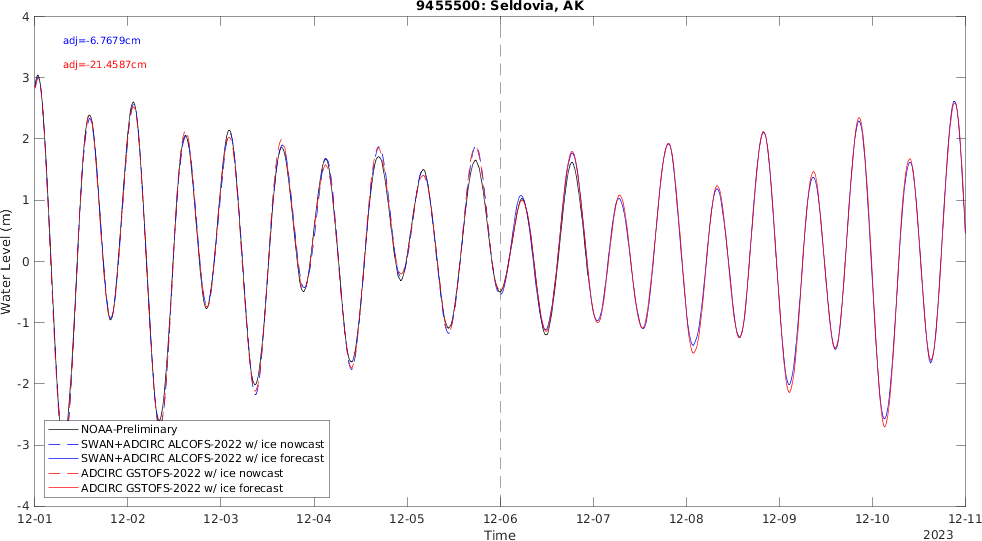 9455500: Seldovia, AK
adj=-6.7679cm
adj=-21.4587cm
Water Level (m)
4
3
2
1
0
-1
-2
-3
-4
NOAA-Preliminary
SWAN+ADCIRC ALCOFS-2022 w/ ice nowcast
SWAN+ADCIRC ALCOFS-2022 w/ ice forecast
ADCIRC GSTOFS-2022 w/ ice nowcast
ADCIRC GSTOFS-2022 w/ ice forecast
12-01 12-02 12-03 12-04 12-05 12-06 12-07 12-08 12-09 12-10 12-11
Time
2023